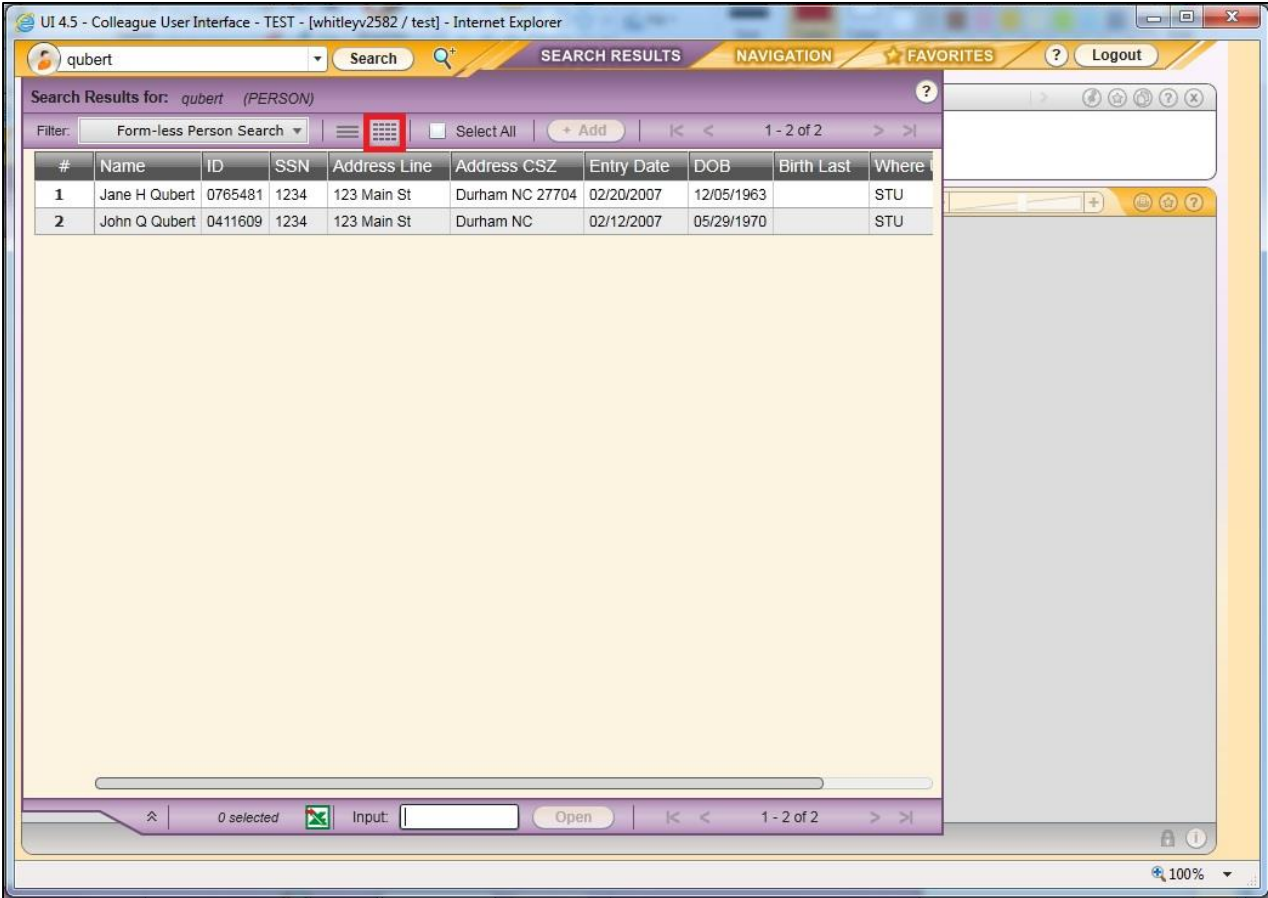 UI 4.5 - Colleague User Interface - TEST - [whitleyv2582 / test] - Internet Explorer
qubert Search SEARCH RESULTS NAVIGATION FAVORITES ? Logout
Search Results for: qubert (PERSON) ?
Filter: Form-less Person Search Select All + Add |< < 1 - 2 of 2 > >|
# Name ID SSN Address Line Address CSZ Entry Date DOB Birth Last Where
1 Jane H Qubert 0765481 1234 123 Main St Durham NC 27704 02/20/2007 12/05/1963 STU
2 John Q Qubert 0411609 1234 123 Main St Durham NC 02/12/2007 05/29/1970 STU
0 selected Input: Open |< < 1 - 2 of 2 > >|
100%